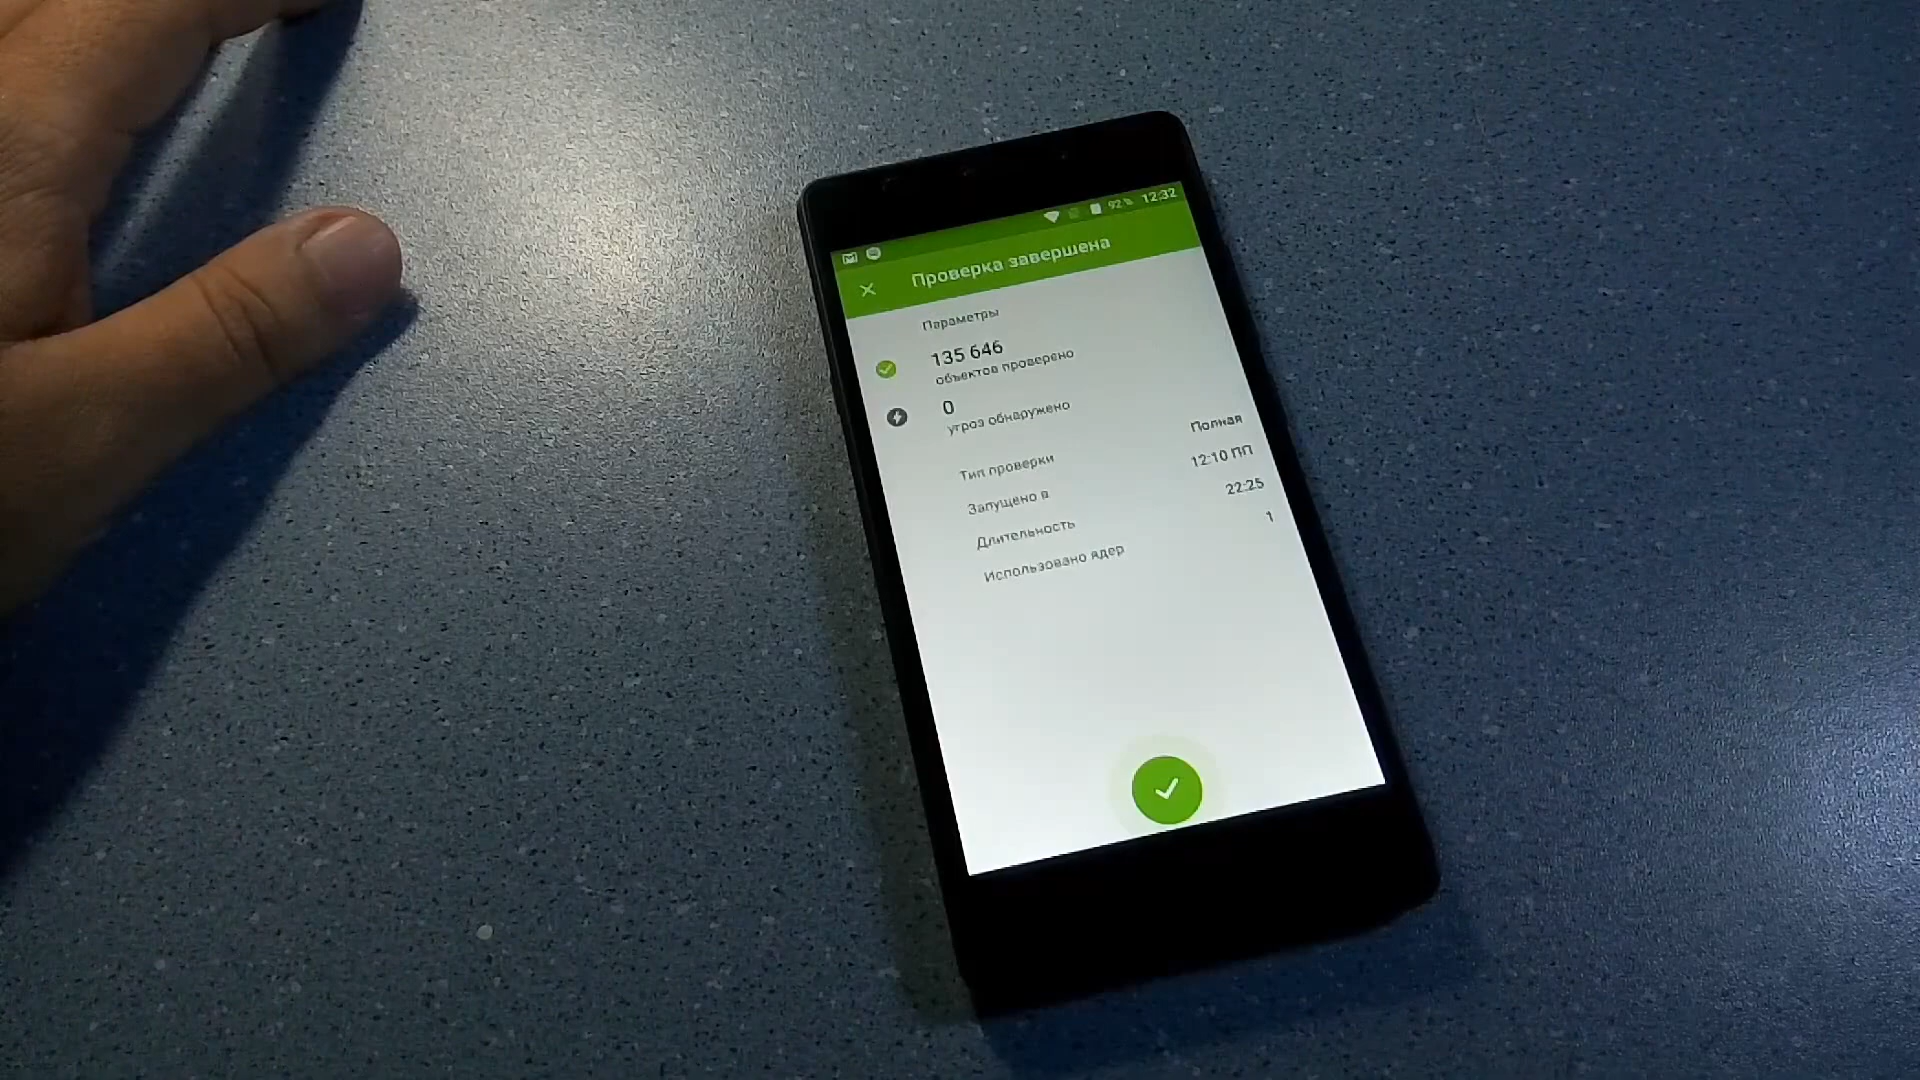 92 % 12:32
Проверка завершена
Параметры
135 646
объектов проверено
0
угроз обнаружено
Тип проверки Полная
Запущено в 12:10 ПП
Длительность 22:25
Использовано ядер 1